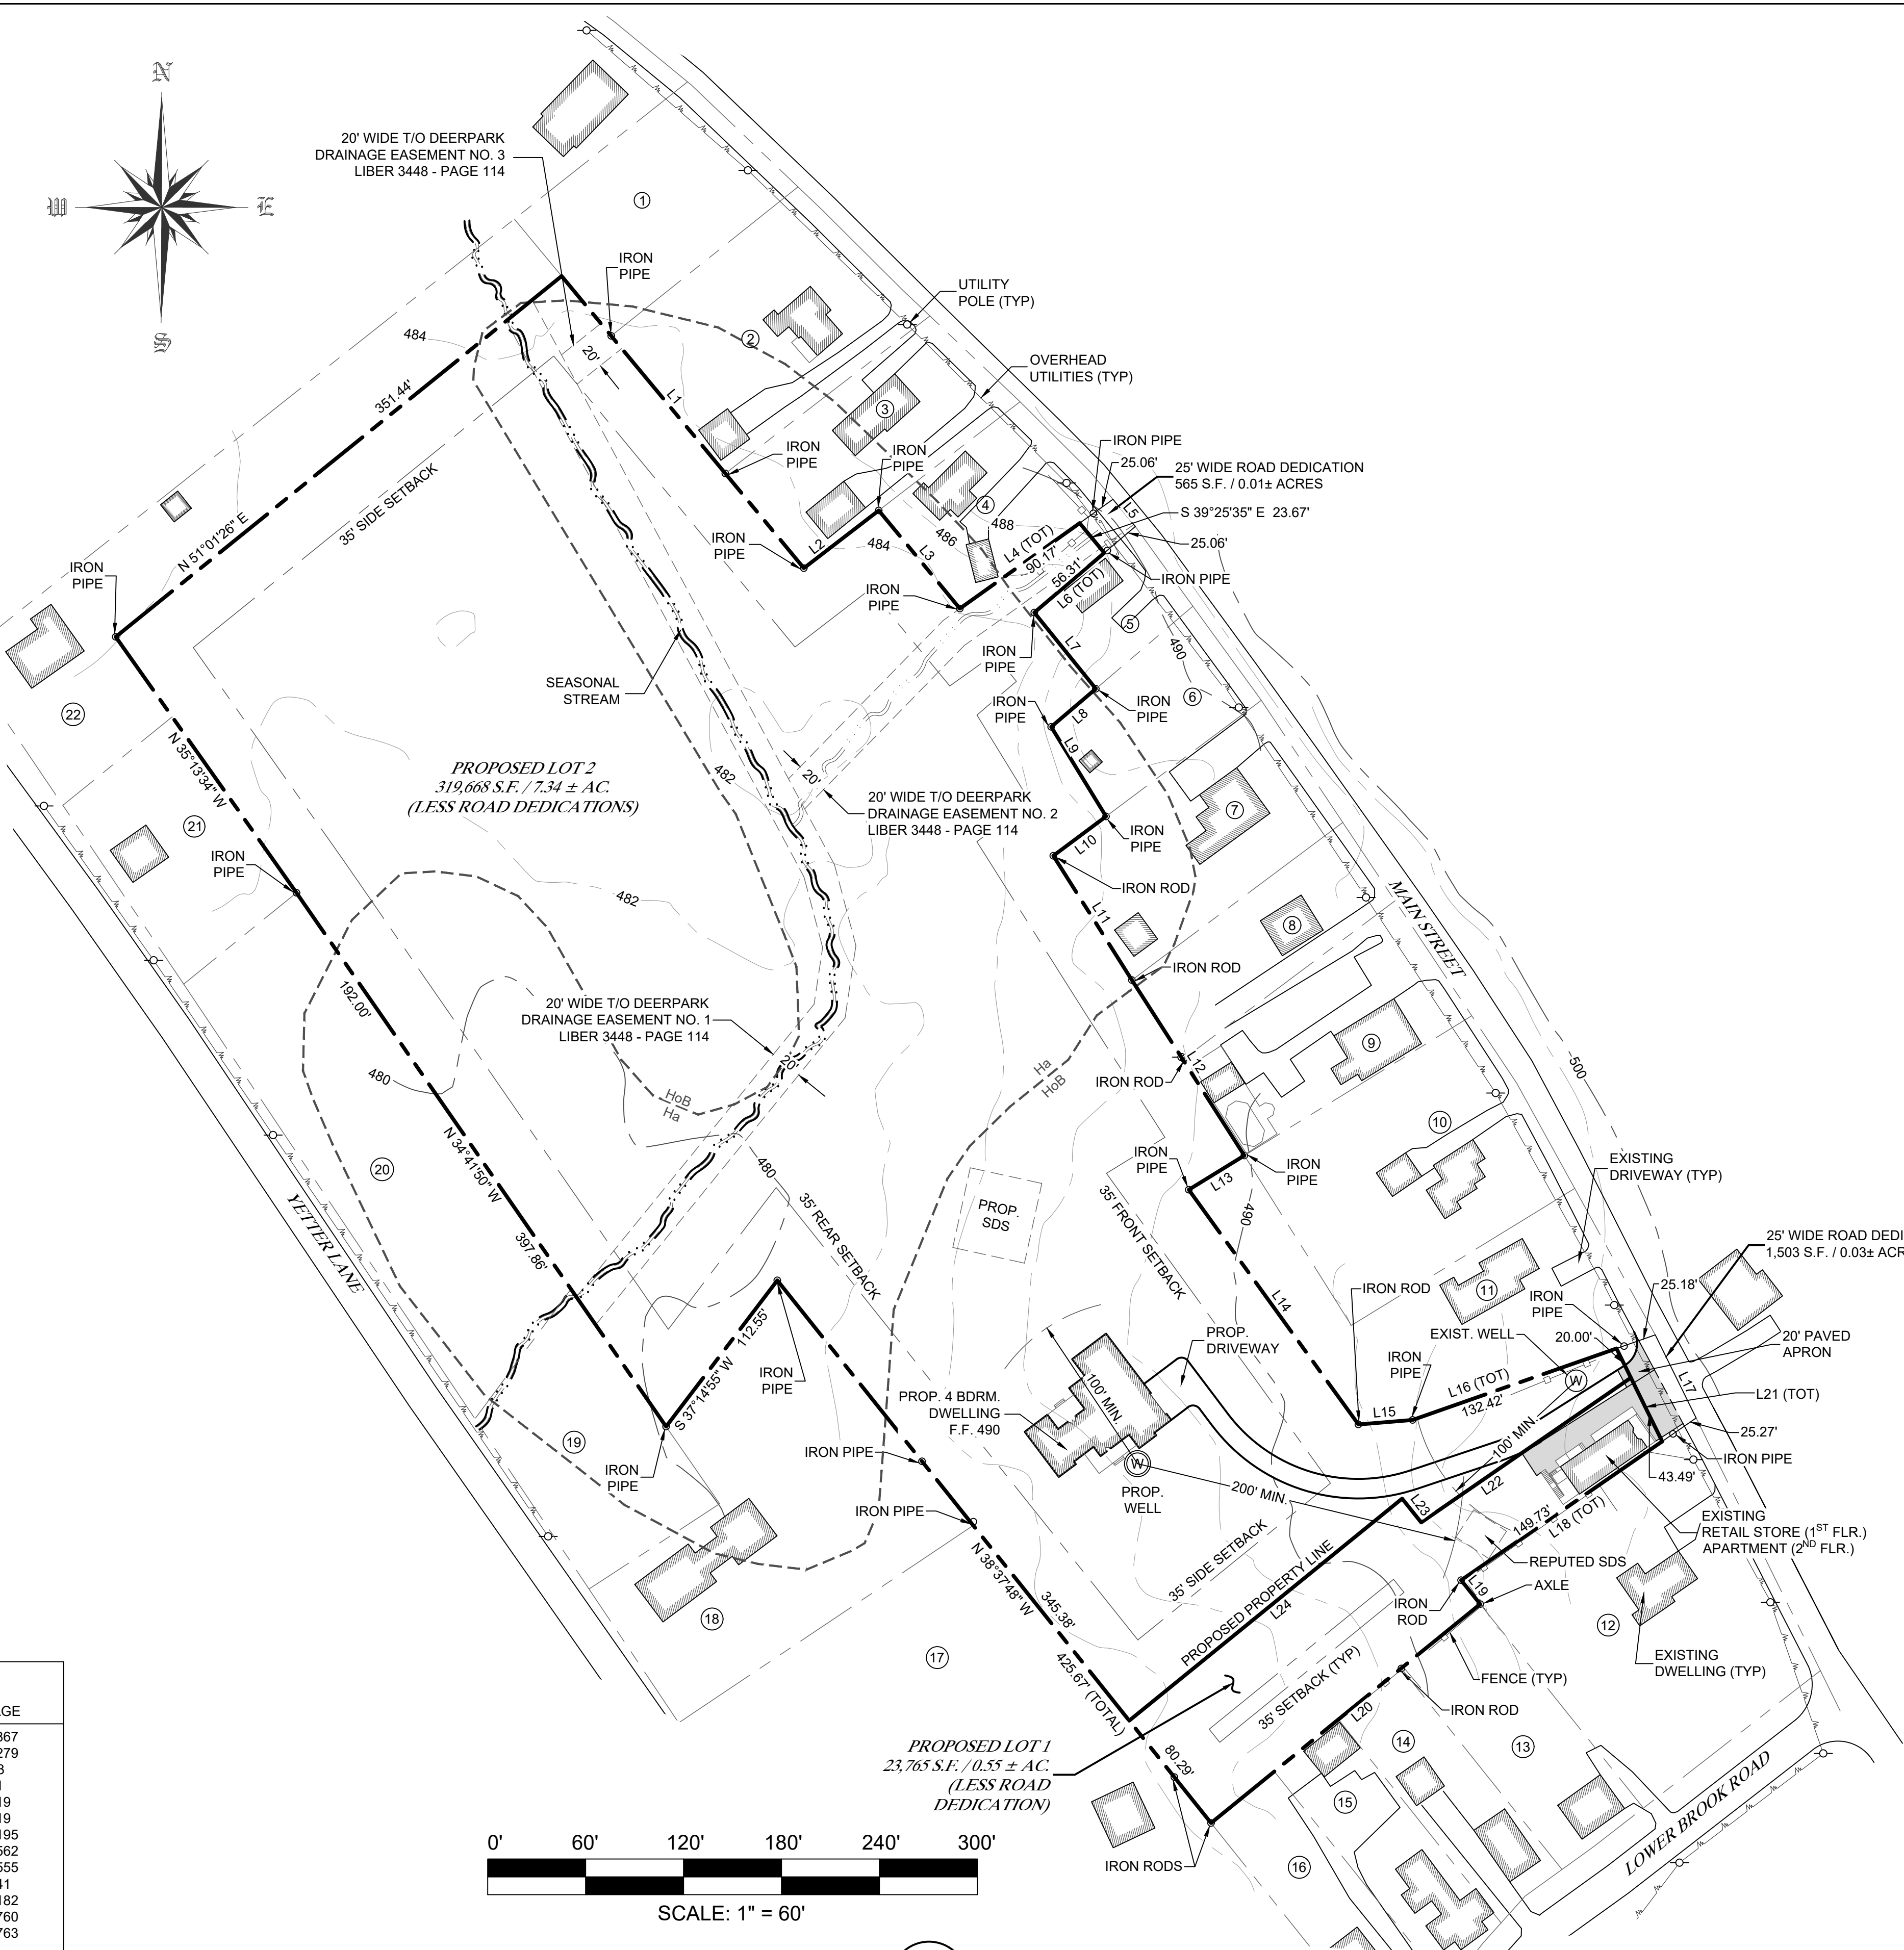 N
W
E
S
20' WIDE T/O DEERPARK
DRAINAGE EASEMENT NO. 3
LIBER 3448 - PAGE 114
1
IRON
PIPE
UTILITY
POLE (TYP)
484
2
20'
OVERHEAD
UTILITIES (TYP)
351.44'
L1
3
IRON
PIPE
IRON
PIPE
IRON PIPE
25.06'
25' WIDE ROAD DEDICATION
565 S.F. / 0.01± ACRES
L5
35' SIDE SETBACK
4
488
S 39°25'35" E 23.67'
N 51°01'26" E
486
IRON
PIPE
L2
484
L3
L4 (TOT)
90.17'
25.06'
IRON
PIPE
56.31'
L6 (TOT)
IRON PIPE
IRON
PIPE
5
L7
490
IRON
PIPE
SEASONAL
STREAM
6
IRON
PIPE
IRON
PIPE
L8
22
L9
N 35°13'34" W
PROPOSED LOT 2
319,668 S.F. / 7.34 ± AC.
(LESS ROAD DEDICATIONS)
482
20'
20' WIDE T/O DEERPARK
DRAINAGE EASEMENT NO. 2
LIBER 3448 - PAGE 114
7
21
IRON
PIPE
L10
IRON
PIPE
IRON ROD
482
L11
MAIN STREET
8
IRON ROD
192.00'
20' WIDE T/O DEERPARK
DRAINAGE EASEMENT NO. 1
LIBER 3448 - PAGE 114
20'
9
L12
500
480
Ha
HoB
IRON ROD
HoB
Ha
10
N 34°41'50" W
20
480
IRON
PIPE
IRON
PIPE
L13
EXISTING
DRIVEWAY (TYP)
YETTER LANE
35' REAR SETBACK
PROP.
SDS
35' FRONT SETBACK
490
397.86'
25' WIDE ROAD DEDI
1,503 S.F. / 0.03± ACR
L14
IRON ROD
11
IRON
PIPE
25.18'
EXIST. WELL
20.00'
20' PAVED
APRON
S 37°14'55" W 112.55'
IRON
PIPE
PROP.
DRIVEWAY
IRON
PIPE
W
L16 (TOT)
132.42'
L17
100' MIN.
PROP. 4 BDRM.
DWELLING
F.F. 490
L15
L21 (TOT)
25.27'
19
IRON PIPE
W
100' MIN.
IRON PIPE
IRON
PIPE
PROP.
WELL
200' MIN.
L22
43.49'
IRON PIPE
L23
149.73'
L18 (TOT)
EXISTING
RETAIL STORE (1ST FLR.)
APARTMENT (2ND FLR.)
N 38°37'48" W
35' SIDE SETBACK
PROPOSED PROPERTY LINE
REPUTED SDS
L19
AXLE
345.38'
L24
IRON
ROD
18
12
17
425.67' (TOTAL)
EXISTING
DWELLING (TYP)
FENCE (TYP)
35' SETBACK (TYP)
IRON ROD
L20
PROPOSED LOT 1
23,765 S.F. / 0.55 ± AC.
(LESS ROAD
DEDICATION)
80.29'
14
13
15
LOWER BROOK ROAD
IRON RODS
16
0' 60' 120' 180' 240' 300'
SCALE: 1" = 60'
AGE
367
279
19
19
195
562
555
41
182
760
763